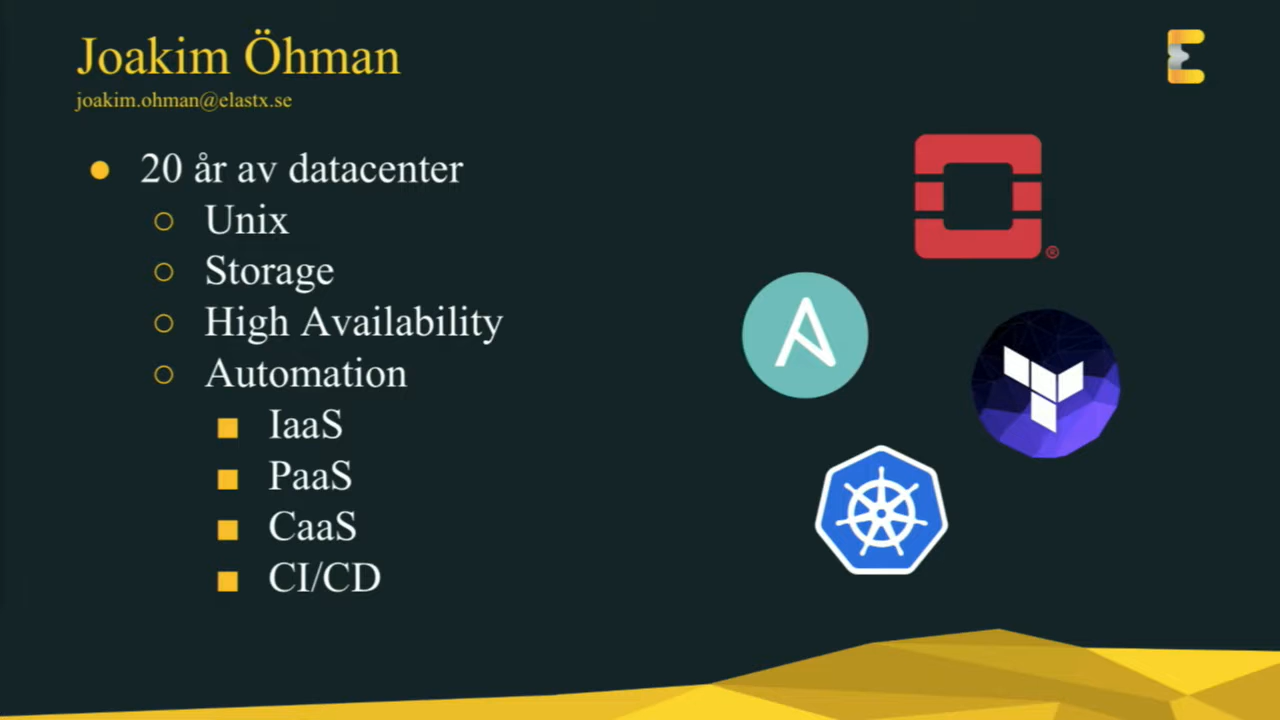 Joakim Öhman
joakim.ohman@elastx.se
20 år av datacenter
Unix
Storage
High Availability
Automation
IaaS
PaaS
CaaS
CI/CD
®